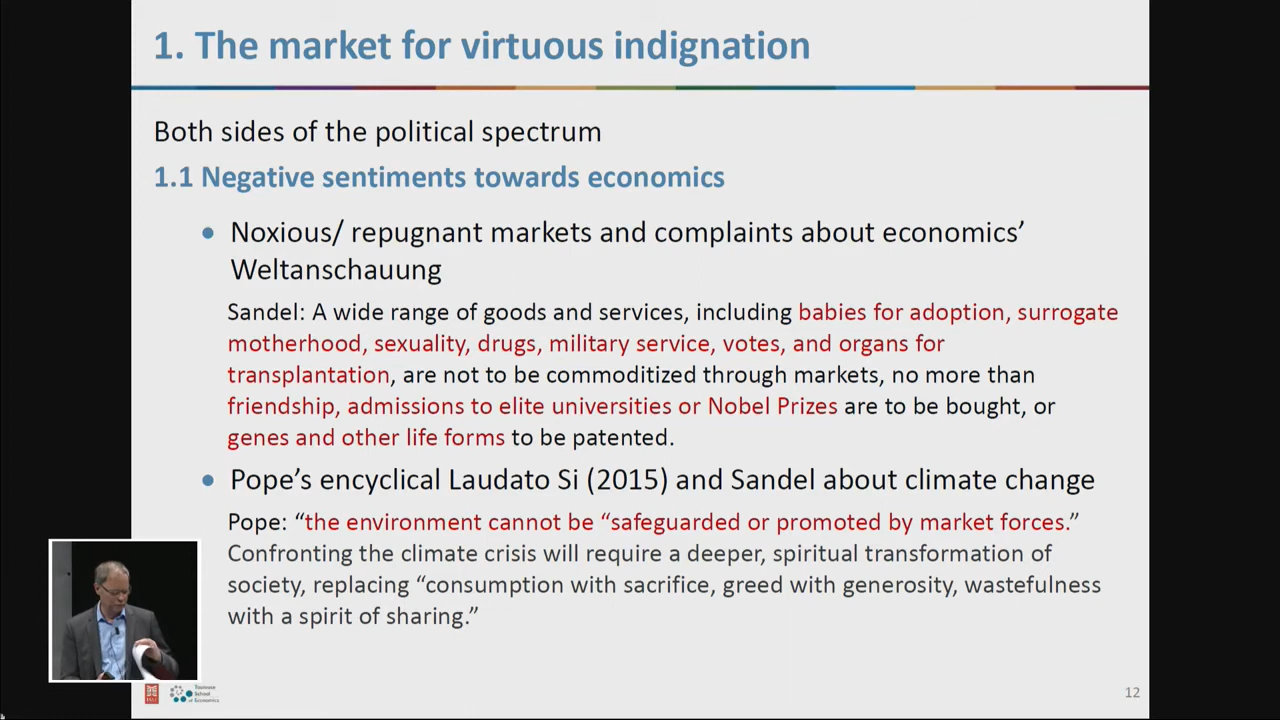 1. The market for virtuous indignation
Both sides of the political spectrum
1.1 Negative sentiments towards economics
• Noxious/ repugnant markets and complaints about economics’
Weltanschauung
Sandel: A wide range of goods and services, including babies for adoption, surrogate
motherhood, sexuality, drugs, military service, votes, and organs for
transplantation, are not to be commoditized through markets, no more than
friendship, admissions to elite universities or Nobel Prizes are to be bought, or
genes and other life forms to be patented.
• Pope’s encyclical Laudato Si (2015) and Sandel about climate change
Pope: “the environment cannot be “safeguarded or promoted by market forces.”
Confronting the climate crisis will require a deeper, spiritual transformation of
society, replacing “consumption with sacrifice, greed with generosity, wastefulness
with a spirit of sharing.”
Toulouse
School
of Economics
12